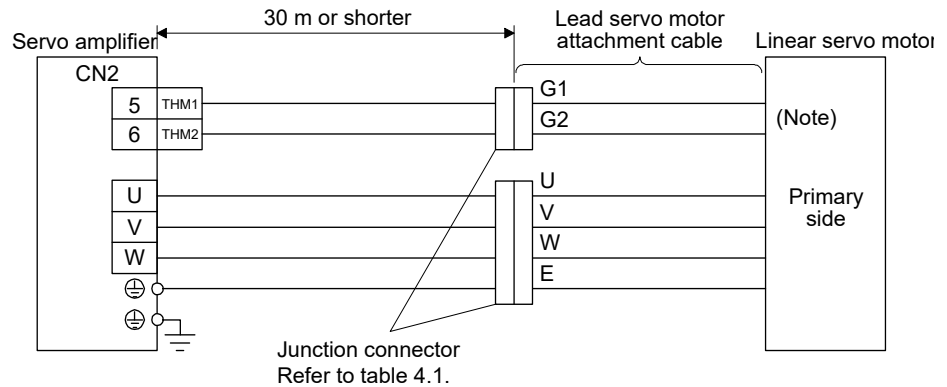 30 m or shorter
Lead servo motor
attachment cable
Servo amplifier
Linear servo motor
CN2
5 THM1
6 THM2
G1
G2
(Note)
U
V
W
U
V
W
E
Primary
side
Junction connector
Refer to table 4.1.